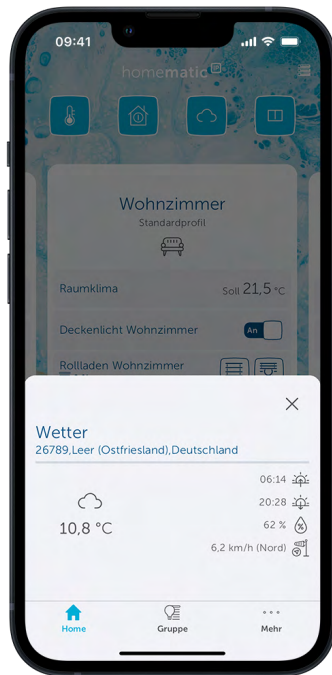 09:41
homematic IP
Wohnzimmer
Standardprofil
Raumklima
Soll 21,5 °C
Deckenlicht Wohnzimmer
An
Rollladen Wohnzimmer
Wetter
26789,Leer (Ostfriesland),Deutschland
06:14
20:28
10,8 °C
62 %
6,2 km/h (Nord)
Home
Gruppe
Mehr